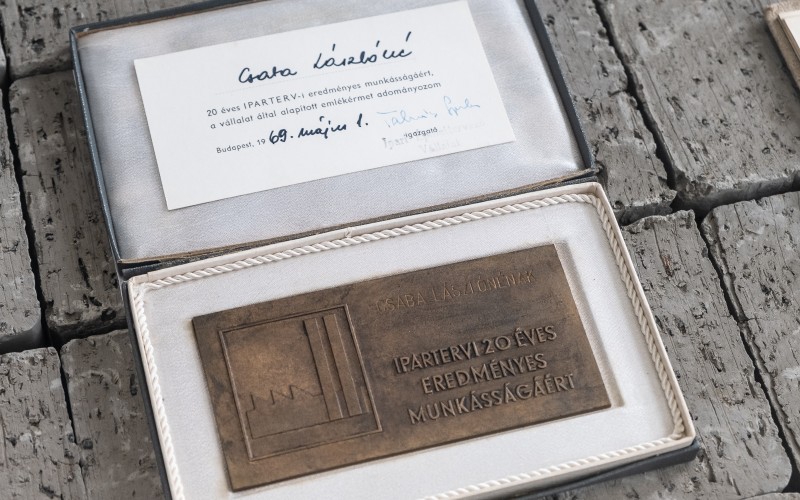 Csaba Lászlóné
20 éves IPARTERV-i eredményes munkásságáért,
a vállalat által alapított emlékérmet adományozom
Budapest, 1969. május 1.
igazgató
CSABA LÁSZLÓNÉNAK
IPARTERVI 20 ÉVES
EREDMÉNYES
MUNKÁSSÁGÁÉRT